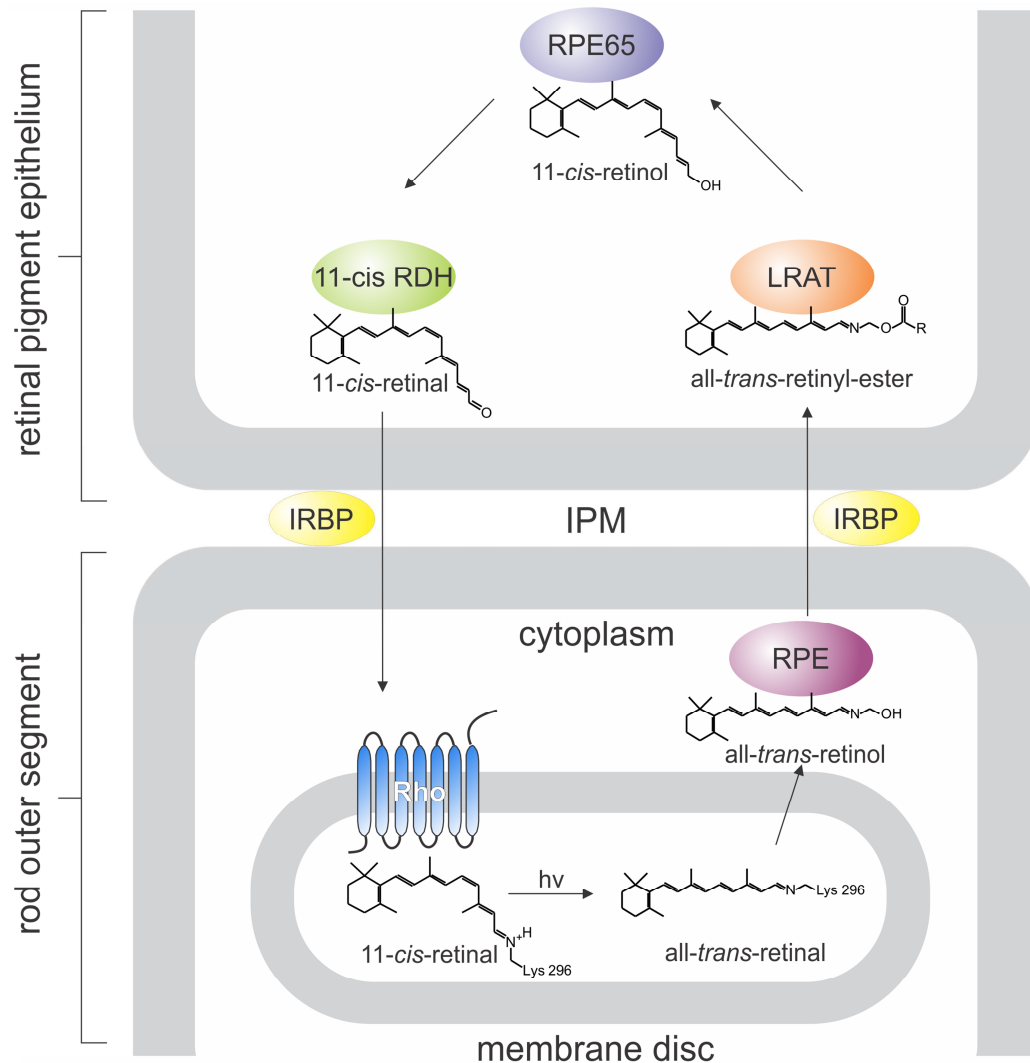 retinal pigment epithelium
RPE65
11-cis-retinol
OH
11-cis RDH
11-cis-retinal
O
LRAT
O
N
O
R
all-trans-retinyl-ester
IRBP
IPM
IRBP
rod outer segment
cytoplasm
RPE
N
OH
all-trans-retinol
Rho
hν
11-cis-retinal
N+H
Lys 296
N
Lys 296
all-trans-retinal
membrane disc